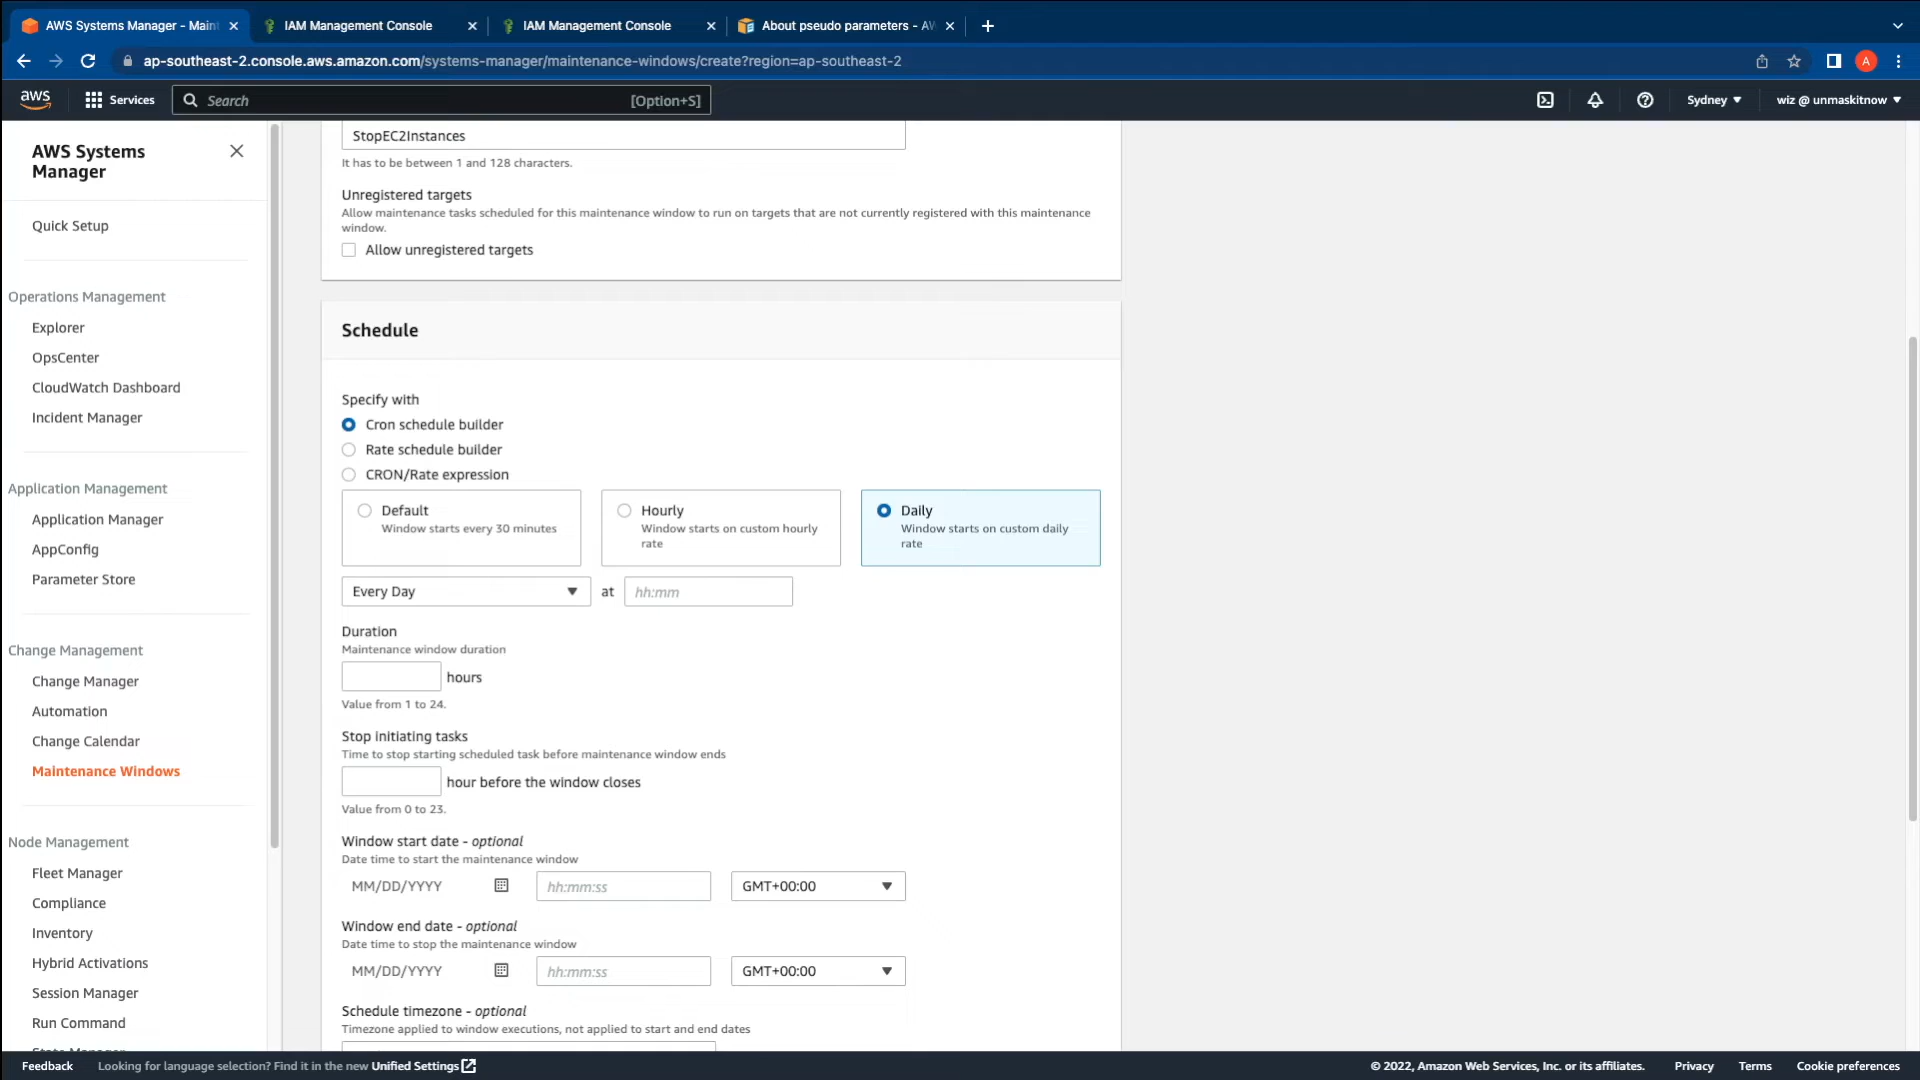 AWS Systems Manager - Maint
IAM Management Console
IAM Management Console
About pseudo parameters - AW
ap-southeast-2.console.aws.amazon.com/systems-manager/maintenance-windows/create?region=ap-southeast-2
A
aws
Services
Search
[Option+S]
Sydney
wiz @ unmaskitnow
AWS Systems
Manager
Quick Setup
Operations Management
Explorer
OpsCenter
CloudWatch Dashboard
Incident Manager
Application Management
Application Manager
AppConfig
Parameter Store
Change Management
Change Manager
Automation
Change Calendar
Maintenance Windows
Node Management
Fleet Manager
Compliance
Inventory
Hybrid Activations
Session Manager
Run Command
State Manager
StopEC2Instances
It has to be between 1 and 128 characters.
Unregistered targets
Allow maintenance tasks scheduled for this maintenance window to run on targets that are not currently registered with this maintenance
window.
Allow unregistered targets
Schedule
Specify with
Cron schedule builder
Rate schedule builder
CRON/Rate expression
Default
Window starts every 30 minutes
Hourly
Window starts on custom hourly
rate
Daily
Window starts on custom daily
rate
Every Day
at
hh:mm
Duration
Maintenance window duration
hours
Value from 1 to 24.
Stop initiating tasks
Time to stop starting scheduled task before maintenance window ends
hour before the window closes
Value from 0 to 23.
Window start date - optional
Date time to start the maintenance window
MM/DD/YYYY
hh:mm:ss
GMT+00:00
Window end date - optional
Date time to stop the maintenance window
MM/DD/YYYY
hh:mm:ss
GMT+00:00
Schedule timezone - optional
Timezone applied to window executions, not applied to start and end dates
Feedback
Looking for language selection? Find it in the new Unified Settings
© 2022, Amazon Web Services, Inc. or its affiliates.
Privacy
Terms
Cookie preferences